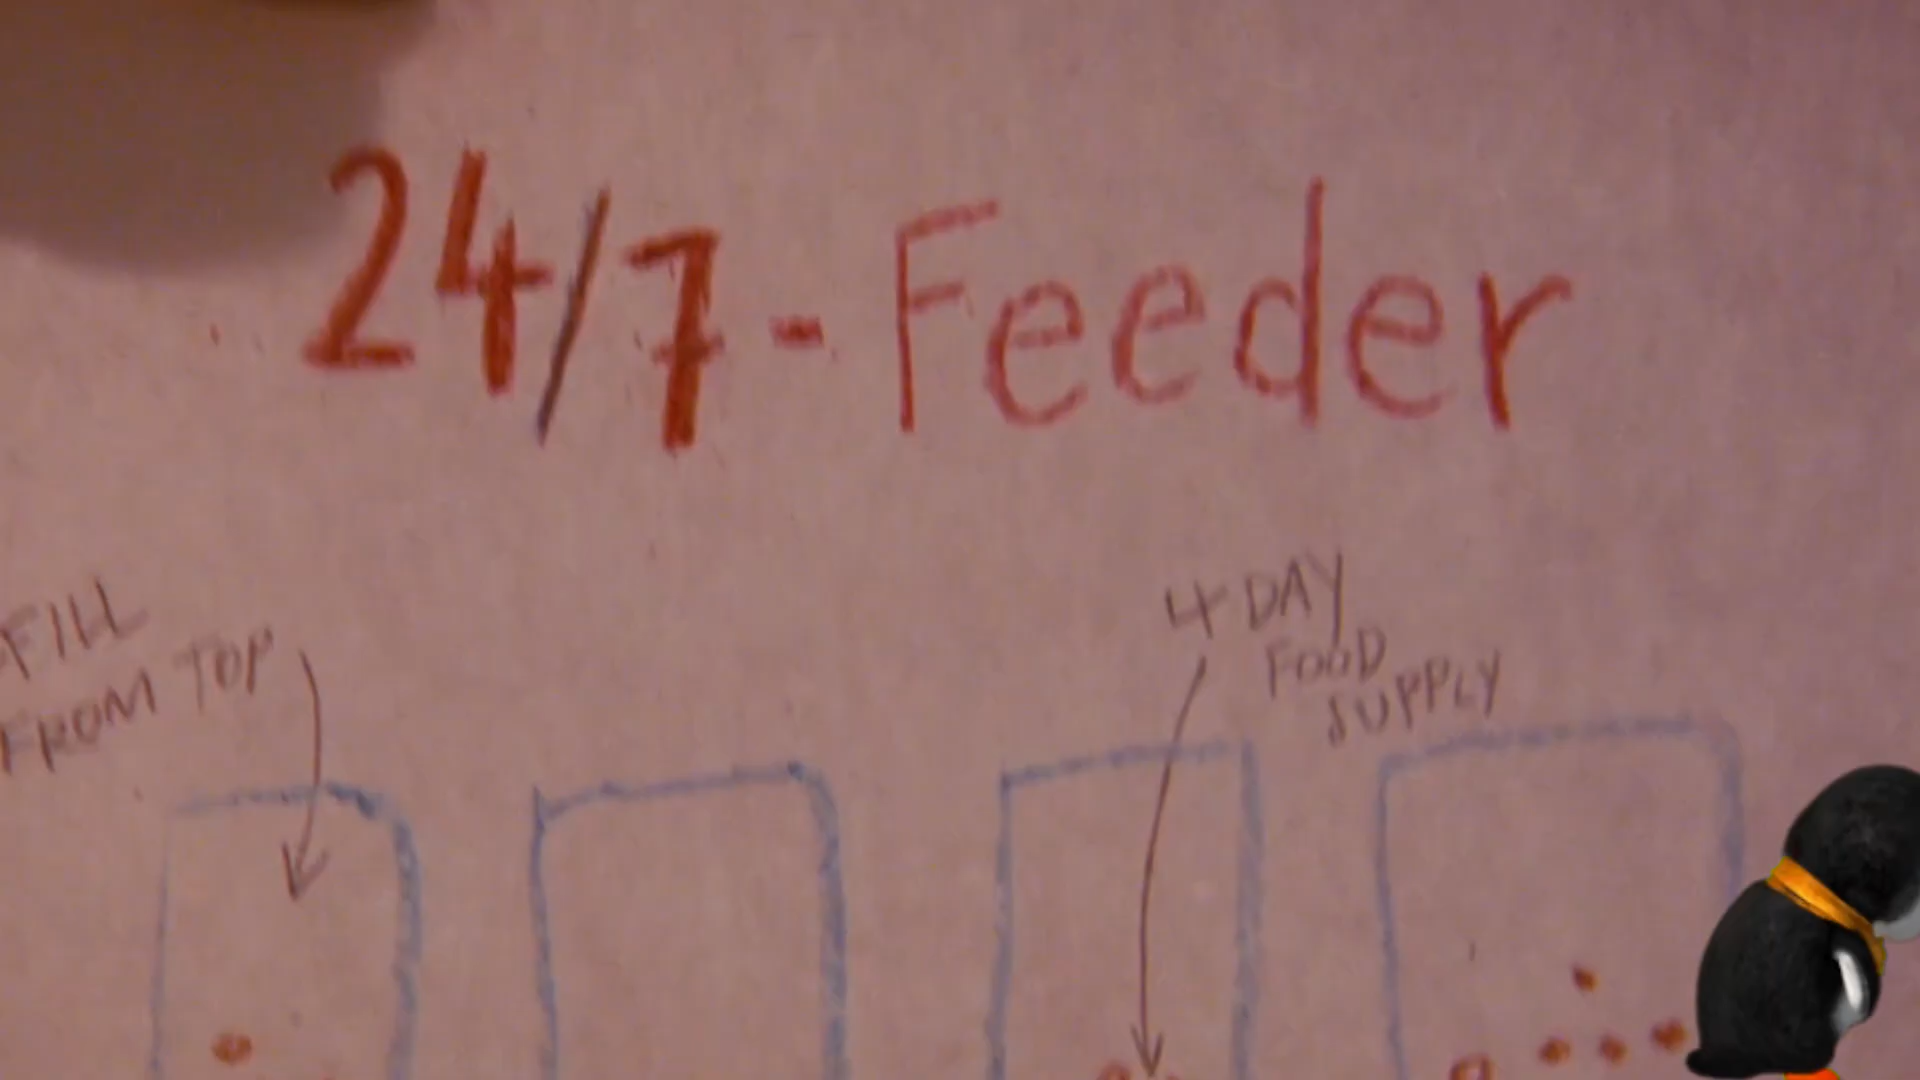 24/7 - Feeder
FILL
FROM TOP
4 DAY
FOOD
SUPPLY